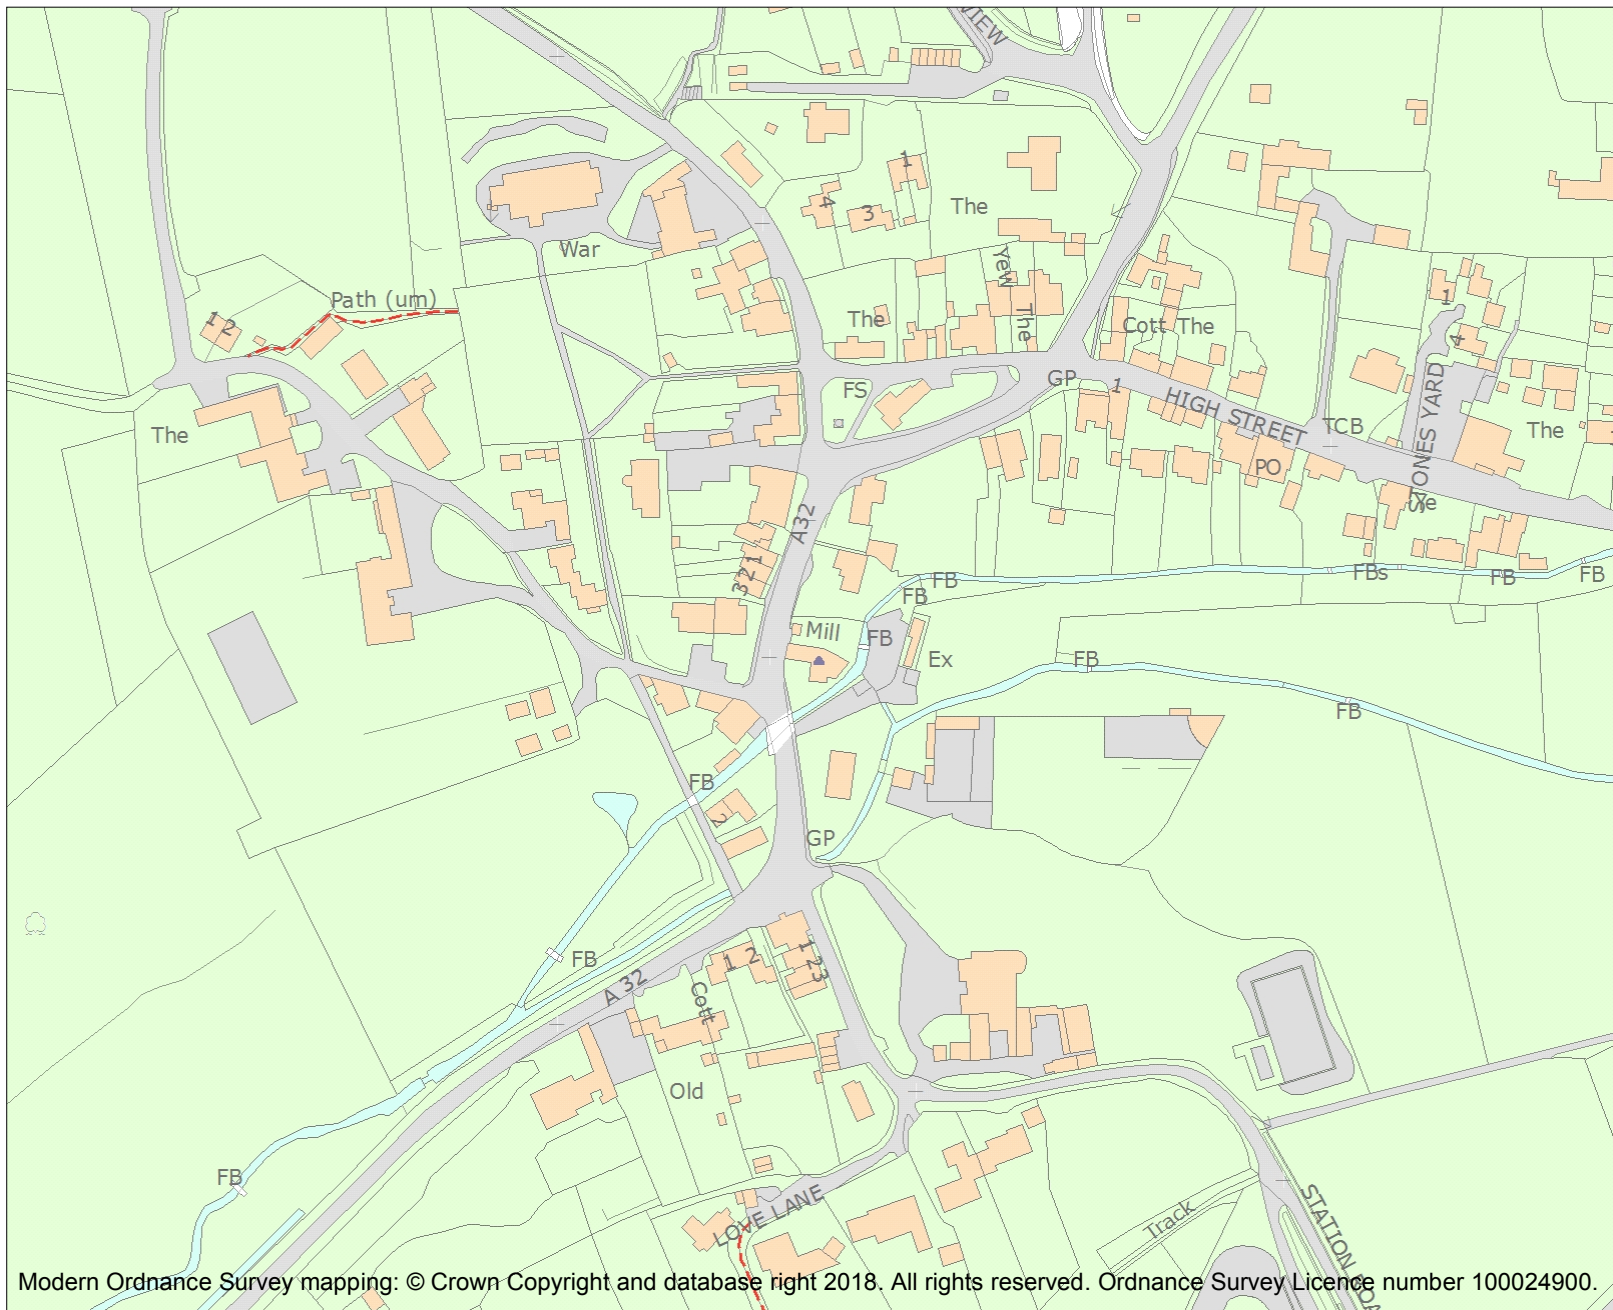 VIEW
1
4
3
The
War
YeW
Path (um)
1 2
The
The
Cott
The
1
4
FS
GP
1
HIGH STREET
TCB
STONES YARD
The
The
PO
A32
3 2 1
FB
FB
FBs
FB
FB
Mill
FB
Ex
FB
FB
FB
2
GP
FB
1 2
1 2 3
A 32
Cott
Old
FB
LOVE LANE
Track
STATION ROA
Modern Ordnance Survey mapping: © Crown Copyright and database right 2018. All rights reserved. Ordnance Survey License number 100024900.